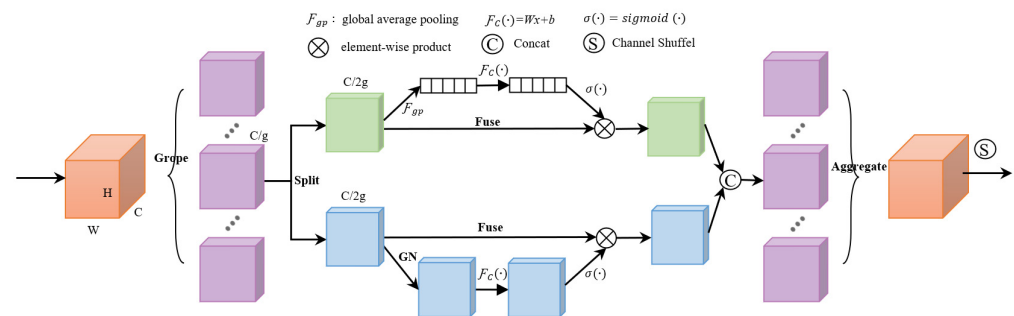 ℱ_gp : global average pooling
ℱ_C(·)=Wx+b
σ(·) = sigmoid (·)
⊗ element-wise product
Ⓒ Concat
Ⓢ Channel Shuffel
C/2g
ℱ_C(·)
σ(·)
ℱ_gp
Fuse
C/g
S
Grope
H
C
W
Split
C
Aggregate
C/2g
Fuse
GN
ℱ_C(·)
σ(·)